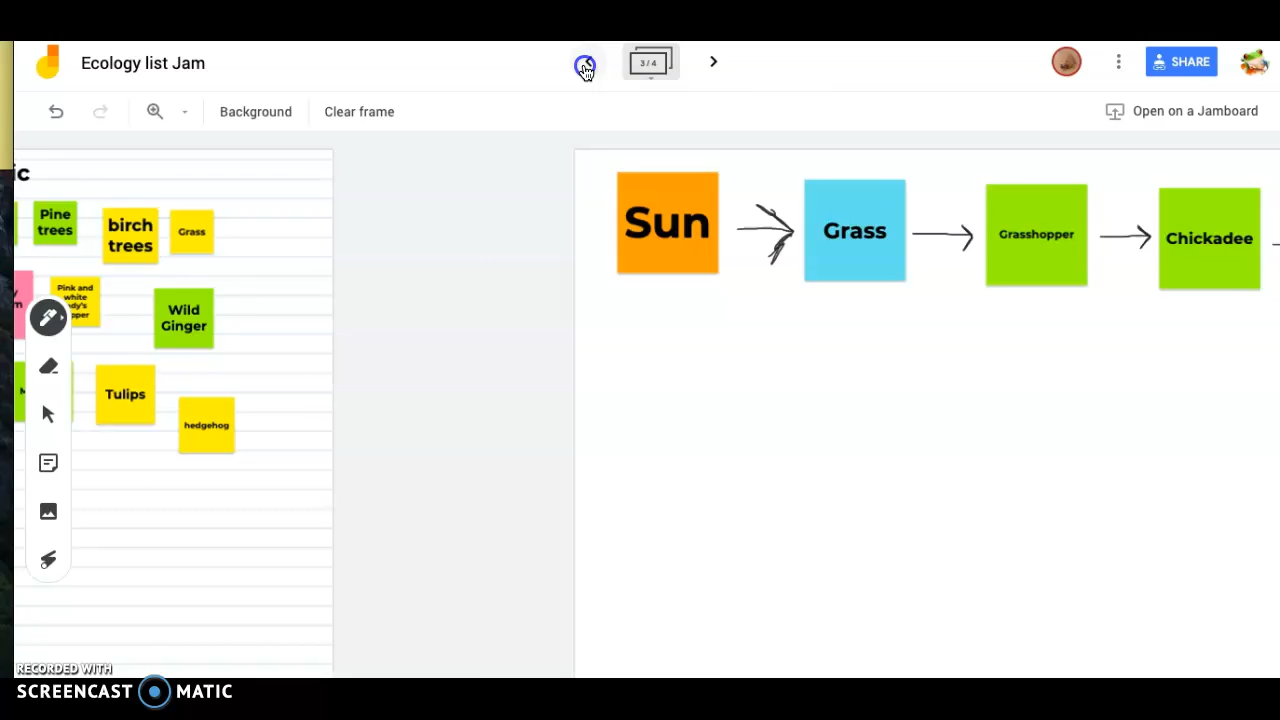 Ecology list Jam
3 / 4
SHARE
Background
Clear frame
Open on a Jamboard
ic
Pine
trees
birch
trees
Grass
Pink and
white
Wild
Ginger
Tulips
hedgehog
Sun
Grass
Grasshopper
Chickadee
RECORDED WITH
SCREENCAST MATIC